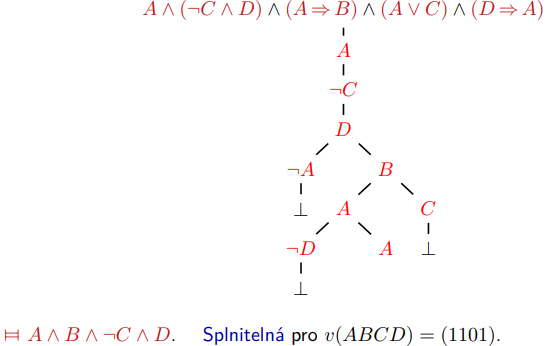 A ∧ (¬C ∧ D) ∧ (A ⇒ B) ∧ (A ∨ C) ∧ (D ⇒ A)
A
¬C
D
¬A B
⊥ A C
¬D A ⊥
⊥
⊨⫤ A ∧ B ∧ ¬C ∧ D. Splnitelná pro v(ABCD) = (1101).